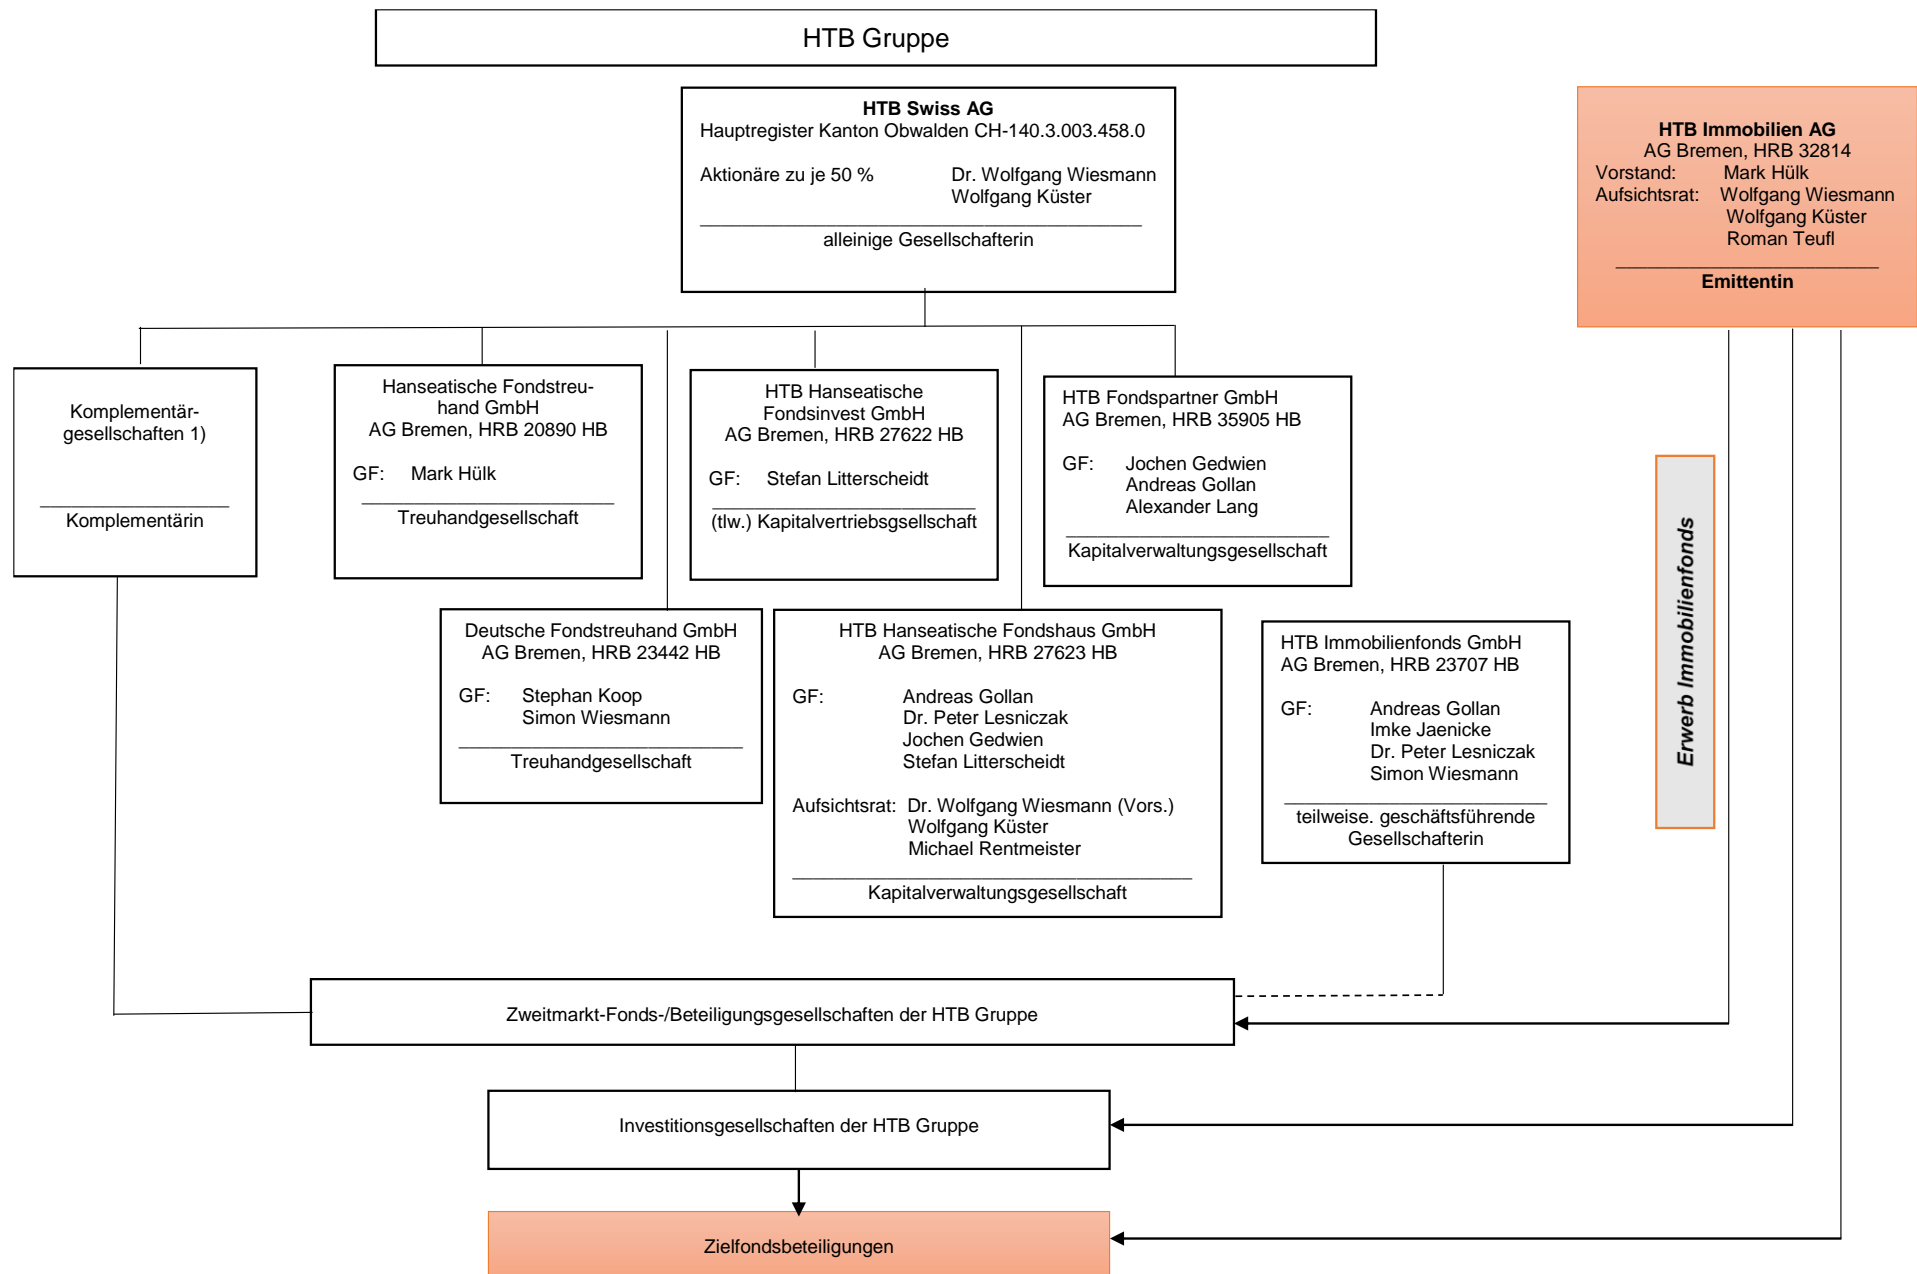 HTB Gruppe
HTB Swiss AG
Hauptregister Kanton Obwalden CH-140.3.003.458.0
Aktionäre zu je 50 % Dr. Wolfgang Wiesmann
Wolfgang Küster
alleinige Gesellschafterin
HTB Immobilien AG
AG Bremen, HRB 32814
Vorstand: Mark Hülk
Aufsichtsrat: Wolfgang Wiesmann
Wolfgang Küster
Roman Teufl
Emittentin
Komplementär-
gesellschaften 1)
Komplementärin
Hanseatische Fondstreu-
hand GmbH
AG Bremen, HRB 20890 HB
GF: Mark Hülk
Treuhandgesellschaft
HTB Hanseatische
Fondsinvest GmbH
AG Bremen, HRB 27622 HB
GF: Stefan Litterscheidt
(tlw.) Kapitalvertriebsgsellschaft
HTB Fondspartner GmbH
AG Bremen, HRB 35905 HB
GF: Jochen Gedwien
Andreas Gollan
Alexander Lang
Kapitalverwaltungsgesellschaft
Erwerb Immobilienfonds
Deutsche Fondstreuhand GmbH
AG Bremen, HRB 23442 HB
GF: Stephan Koop
Simon Wiesmann
Treuhandgesellschaft
HTB Hanseatische Fondshaus GmbH
AG Bremen, HRB 27623 HB
GF: Andreas Gollan
Dr. Peter Lesniczak
Jochen Gedwien
Stefan Litterscheidt
Aufsichtsrat: Dr. Wolfgang Wiesmann (Vors.)
Wolfgang Küster
Michael Rentmeister
Kapitalverwaltungsgesellschaft
HTB Immobilienfonds GmbH
AG Bremen, HRB 23707 HB
GF: Andreas Gollan
Imke Jaenicke
Dr. Peter Lesniczak
Simon Wiesmann
teilweise. geschäftsführende
Gesellschafterin
Zweitmarkt-Fonds-/Beteiligungsgesellschaften der HTB Gruppe
Investitionsgesellschaften der HTB Gruppe
Zielfondsbeteiligungen